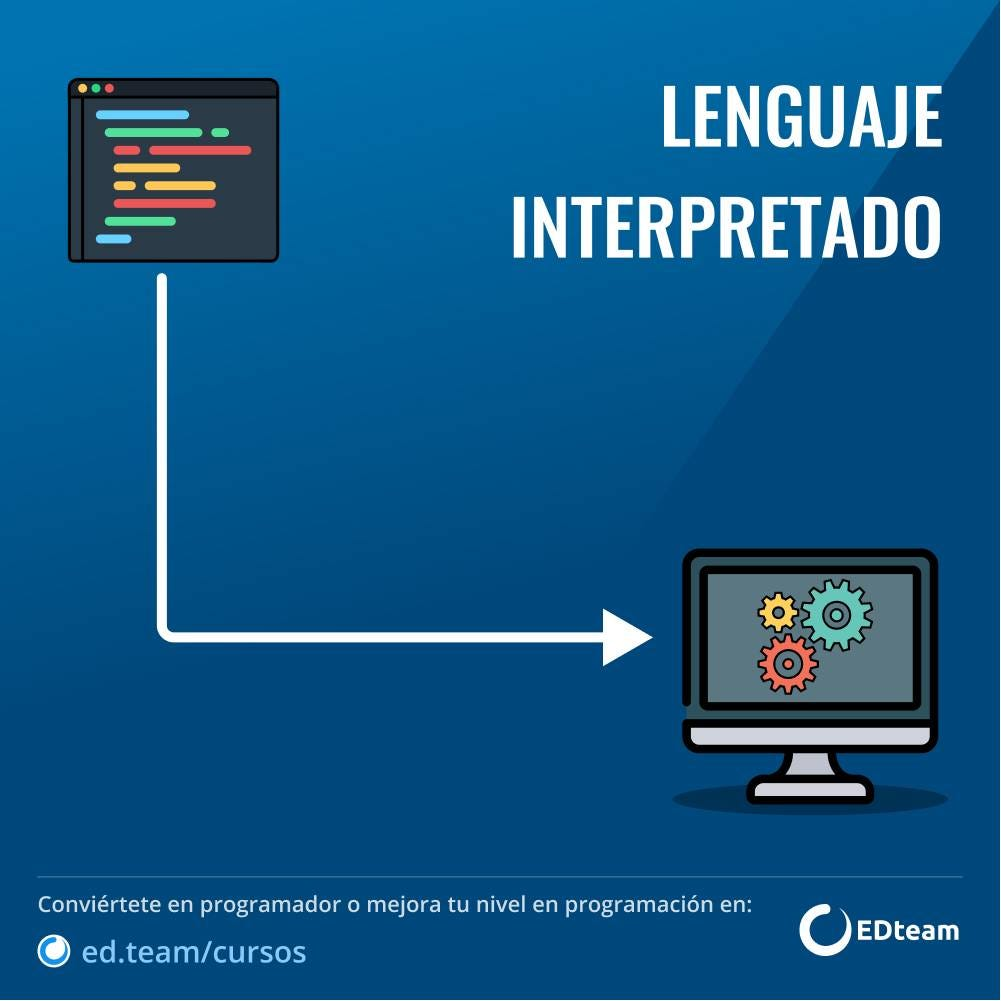 LENGUAJE
INTERPRETADO
Conviértete en programador o mejora tu nivel en programación en:
ed.team/cursos
EDteam